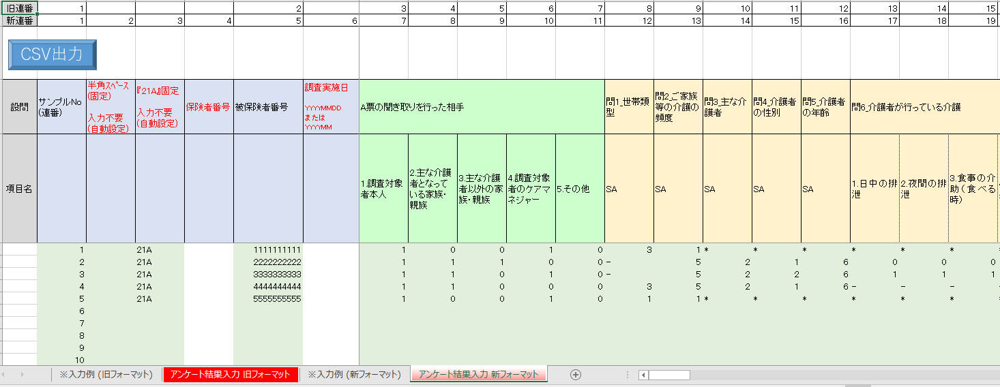 旧連番 1 2 3 4 5 6 7 8 9 10 11 12 13 14 15
新連番 1 2 3 4 5 6 7 8 9 10 11 12 13 14 15 16 17 18 19
CSV出力
設問
サンプルNo
(連番)
半角スペース
(固定)
入力不要
(自動設定)
『21A』固定
入力不要
(自動設定)
保険者番号
被保険者番号
調査実施日
YYYYMMDD
または
YYYYMM
A票の聞き取りを行った相手
問1_世帯類
型
問2_ご家族
等の介護の
頻度
問3_主な介
護者
問4_介護者
の性別
問5_介護者
の年齢
問6_介護者が行っている介護
項目名
1.調査対象
者本人
2.主な介護
者となって
いる家族・
親族
3.主な介護
者以外の家
族・親族
4.調査対象
者のケアマ
ネジャー
5.その他
SA
SA
SA
SA
SA
1.日中の排
泄
2.夜間の排
泄
3.食事の介
助(食べる
時)
1 21A 1111111111 1 0 0 1 0 3 1 * * * * * *
2 21A 2222222222 1 1 1 0 0 - 5 2 1 6 0 0 0
3 21A 3333333333 1 1 0 1 0 - 5 2 2 6 1 1 1
4 21A 4444444444 1 1 0 0 0 3 5 2 1 6 - - -
5 21A 5555555555 1 0 0 1 0 1 1 * * * * * *
6
7
8
9
10
※入力例 (旧フォーマット) アンケート結果入力 旧フォーマット ※入力例 (新フォーマット) アンケート結果入力 新フォーマット